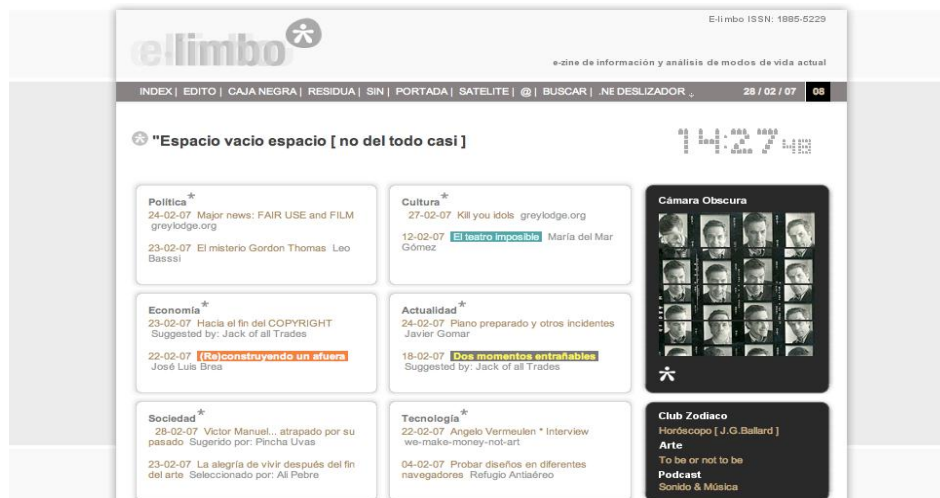 E-limbo ISSN: 1885-5229
e-limbo
e-zine de información y análisis de modos de vida actual
INDEX | EDITO | CAJA NEGRA | RESIDUA | SIN | PORTADA | SATELITE | @ | BUSCAR | .NE DESLIZADOR 28 / 02 / 07 08
"Espacio vacio espacio [ no del todo casi ]
14:27 48
Política*
24-02-07 Major news: FAIR USE and FILM
greylodge.org
23-02-07 El misterio Gordon Thomas Leo
Basssi
Cultura*
27-02-07 Kill you idols greylodge.org
12-02-07 El teatro imposible María del Mar
Gómez
Cámara Obscura
Economía*
23-02-07 Hacia el fin del COPYRIGHT
Suggested by: Jack of all Trades
22-02-07 (Re)construyendo un afuera
José Luis Brea
Actualidad*
24-02-07 Piano preparado y otros incidentes
Javier Gomar
18-02-07 Dos momentos entrañables
Suggested by: Jack of all Trades
Sociedad*
28-02-07 Victor Manuel... atrapado por su
pasado Sugerido por: Pincha Uvas
23-02-07 La alegría de vivir después del fin
del arte Seleccionado por: Ali Pebre
Tecnología*
22-02-07 Angelo Vermeulen * Interview
we-make-money-not-art
04-02-07 Probar diseños en diferentes
navegadores Refugio Antiaéreo
Club Zodiaco
Horóscopo [ J.G.Ballard ]
Arte
To be or not to be
Podcast
Sonido & Música